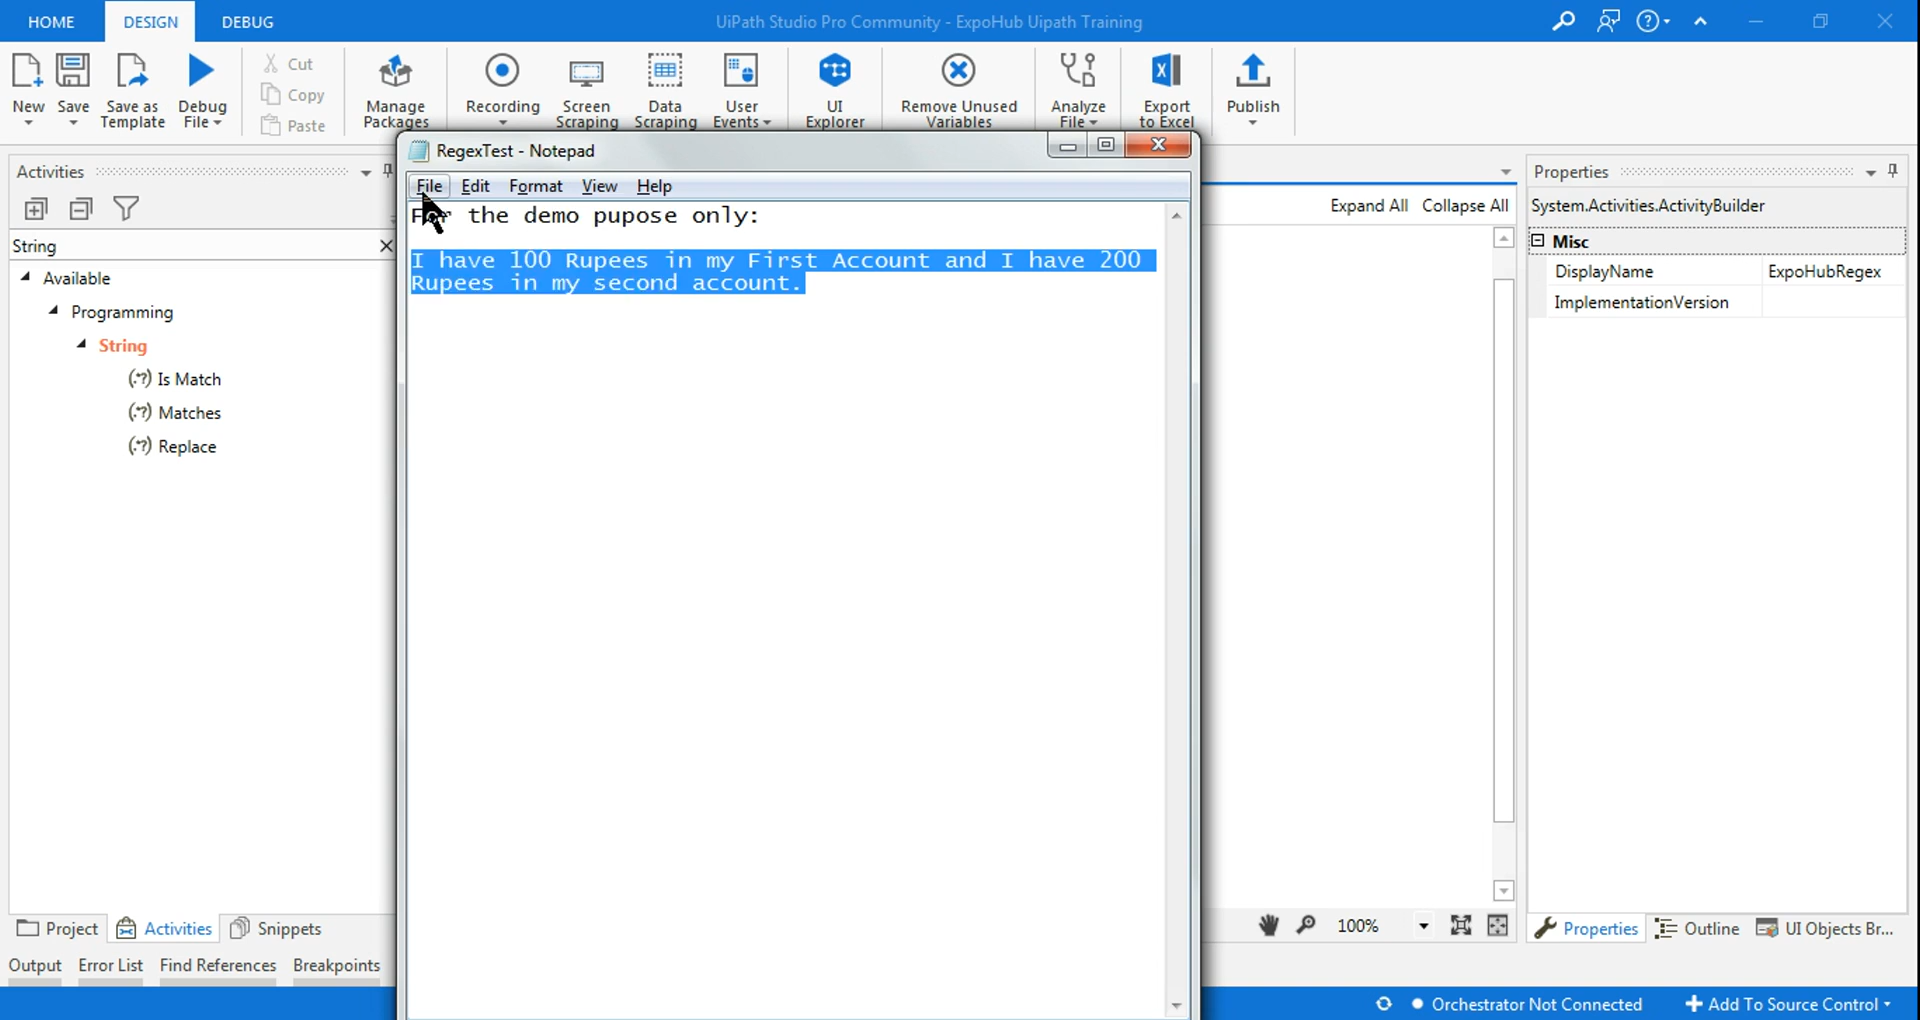 HOME DESIGN DEBUG UiPath Studio Pro Community - ExpoHub Uipath Training
New Save Save as Template Debug File Cut Copy Paste Manage Packages Recording Screen Scraping Data Scraping User Events UI Explorer Remove Unused Variables Analyze File Export to Excel Publish
RegexTest - Notepad
File Edit Format View Help
For the demo pupose only:
I have 100 Rupees in my First Account and I have 200
Rupees in my second account.
Activities
String
Available
Programming
String
(.*?) Is Match
(.*?) Matches
(.*?) Replace
Expand All Collapse All
Properties
System.Activities.ActivityBuilder
Misc
DisplayName ExpoHubRegex
ImplementationVersion
Project Activities Snippets
100%
Properties Outline UI Objects Br...
Output Error List Find References Breakpoints
Orchestrator Not Connected Add To Source Control